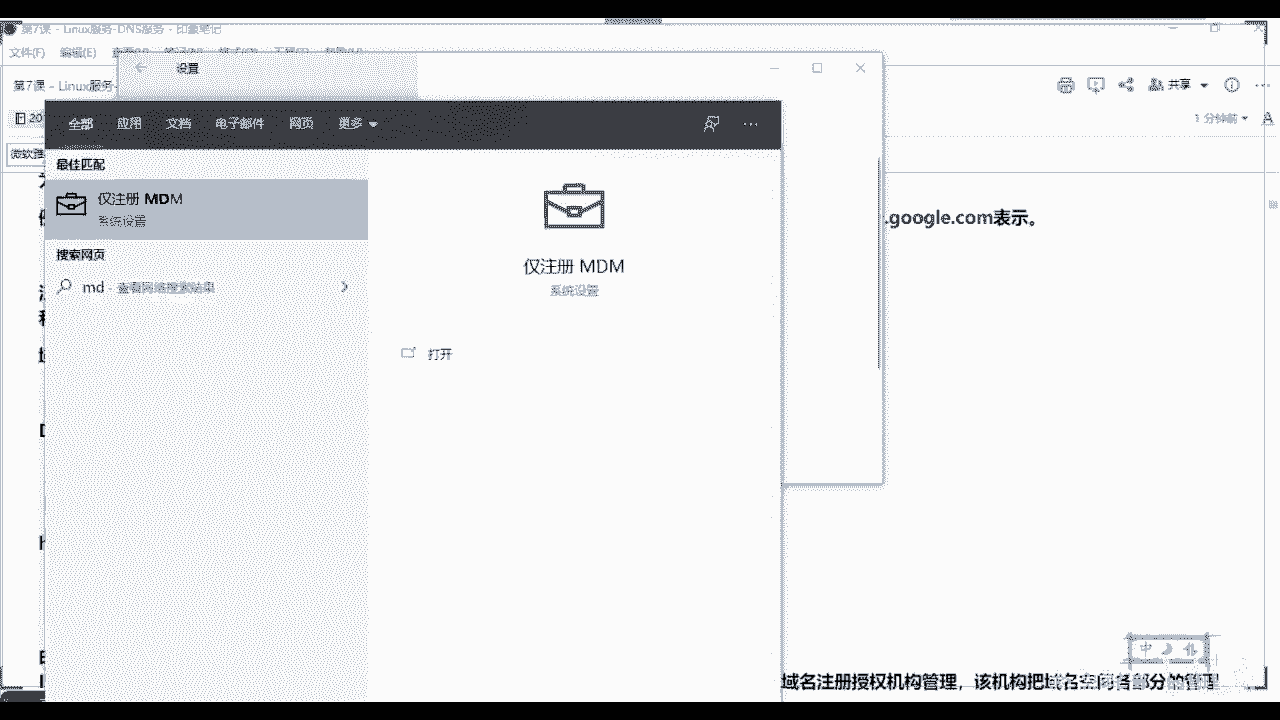 第7课 - Linux服务-DNS服务 - 印象笔记
文件(F) 编辑(E)
设置
第7课 - Linux服务
共享
全部 应用 文档 电子邮件 网页 更多
1 分钟前
最佳匹配
仅注册 MDM
系统设置
搜索网页
md - 查看网络搜索结果
仅注册 MDM
系统设置
打开
.google.com表示。
域名注册授权机构管理，该机构把域名空间各部分的管理